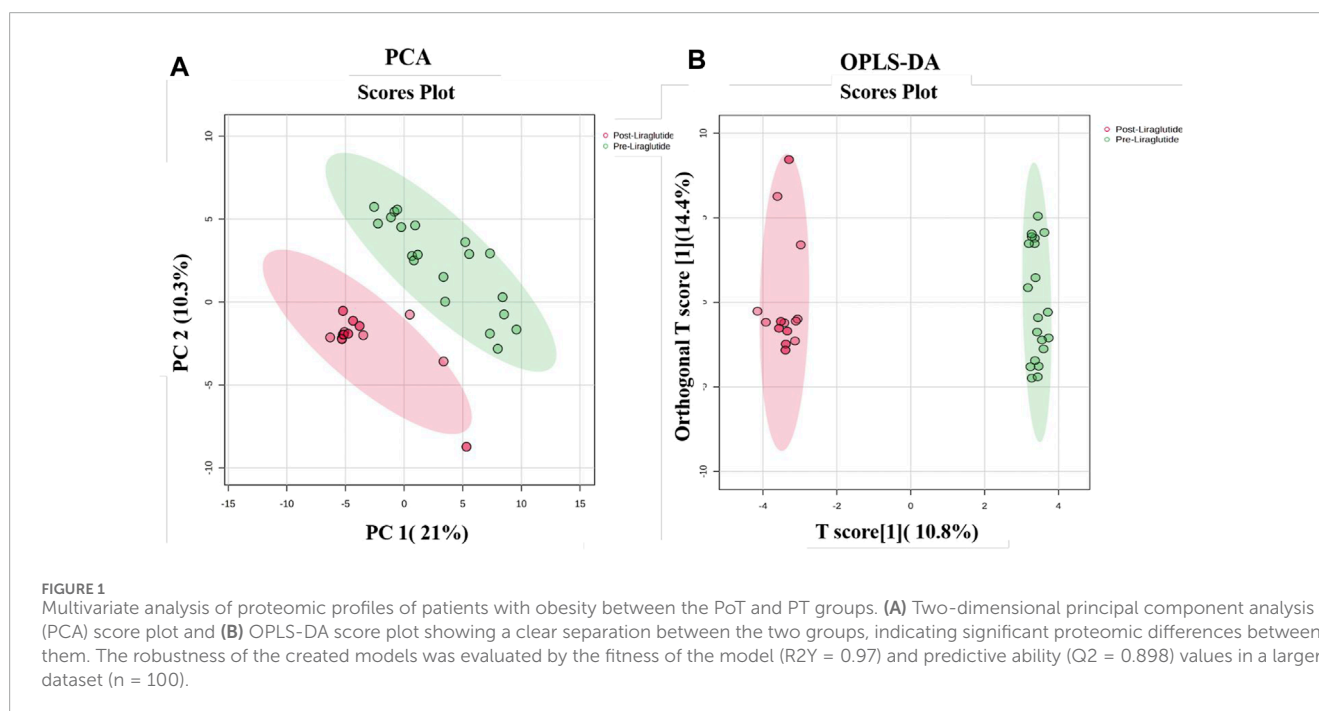 A
PCA
Scores Plot
Post-Liraglutide
Pre-Liraglutide
10
5
0
-5
-10
PC 2 (10.3%)
-15
-10
-5
0
5
10
15
PC 1( 21%)
B
OPLS-DA
Scores Plot
Post-Liraglutide
Pre-Liraglutide
10
-10
Orthogonal T score [1](14.4%)
-4
-2
0
2
4
T score[1]( 10.8%)
FIGURE 1
Multivariate analysis of proteomic profiles of patients with obesity between the PoT and PT groups. (A) Two-dimensional principal component analysis
(PCA) score plot and (B) OPLS-DA score plot showing a clear separation between the two groups, indicating significant proteomic differences between
them. The robustness of the created models was evaluated by the fitness of the model (R2Y = 0.97) and predictive ability (Q2 = 0.898) values in a larger
dataset (n = 100).